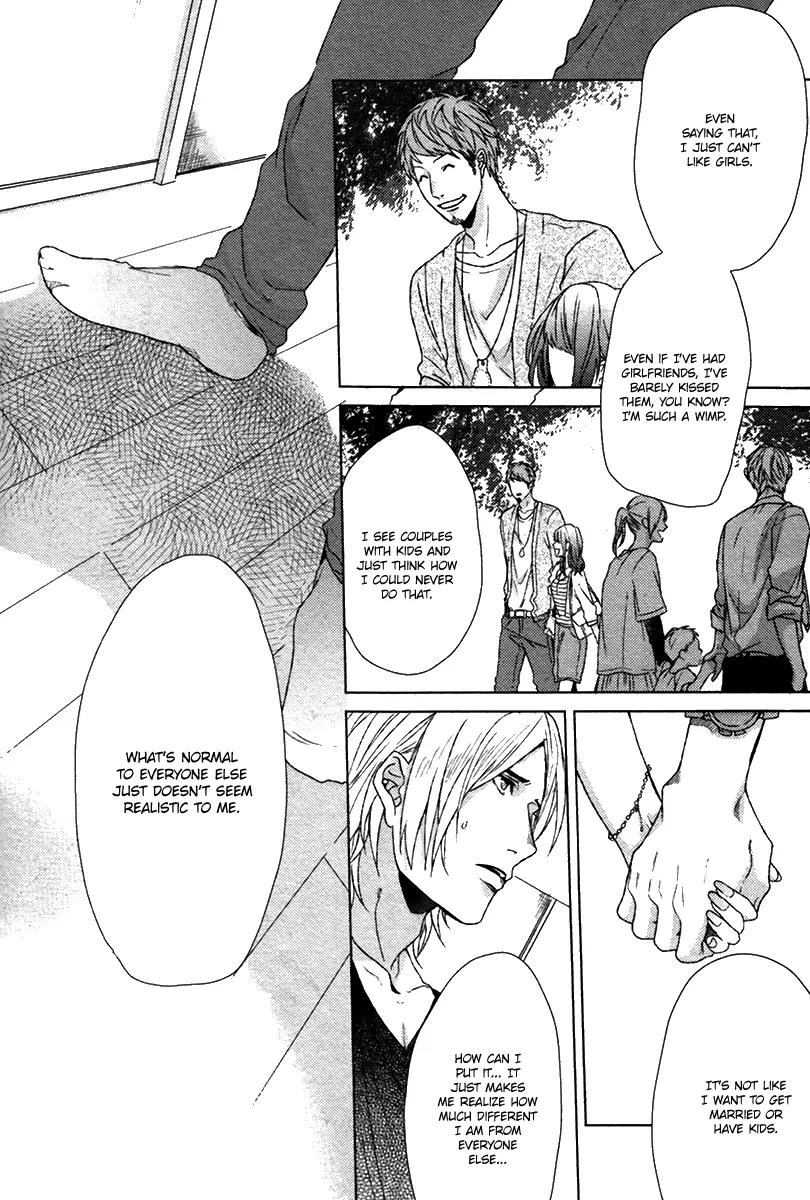 EVEN
SAYING THAT,
I JUST CAN'T
LIKE GIRLS.
EVEN IF I'VE HAD
GIRLFRIENDS, I'VE
BARELY KISSED
THEM, YOU KNOW?
I'M SUCH A WIMP.
I SEE COUPLES
WITH KIDS AND
JUST THINK HOW
I COULD NEVER
DO THAT.
IT'S NOT LIKE
I WANT TO GET
MARRIED OR
HAVE KIDS.
HOW CAN I
PUT IT... IT
JUST MAKES
ME REALIZE HOW
MUCH DIFFERENT
I AM FROM
EVERYONE
ELSE...
WHAT'S NORMAL
TO EVERYONE ELSE
JUST DOESN'T SEEM
REALISTIC TO ME.